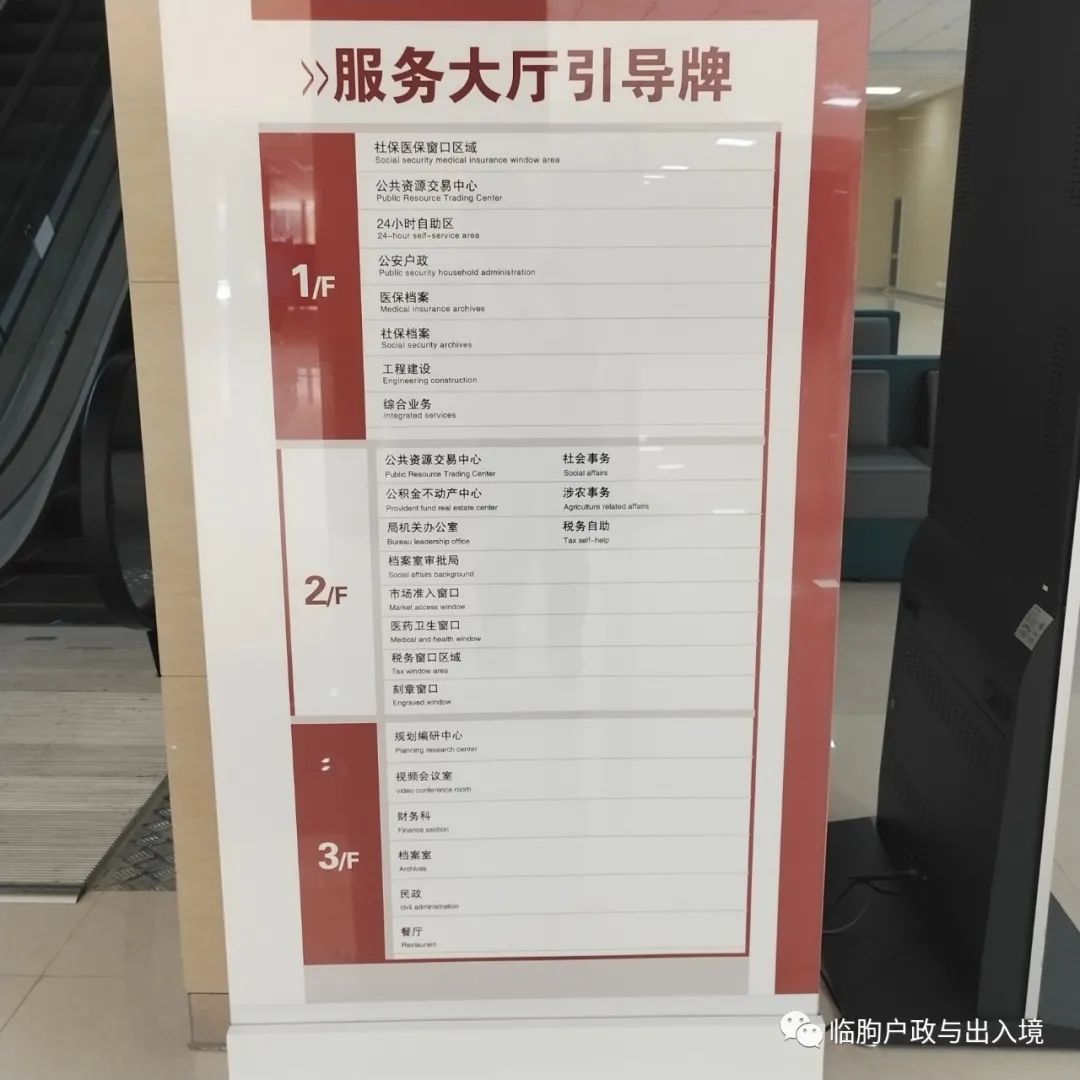 »服务大厅引导牌
1/F
社保医保窗口区域
Social security medical insurance window area
公共资源交易中心
Public Resource Trading Center
24小时自助区
24-hour self-service area
公安户政
Public security household administration
医保档案
Medical insurance archives
社保档案
Social security archives
工程建设
Engineering construction
综合业务
Integrated services
2/F
公共资源交易中心 社会事务
Public Resource Trading Center Social affairs
公积金不动产中心 涉农事务
Provident fund real estate center Agriculture related affairs
局机关办公室 税务自助
Bureau leadership office Tax self-help
档案室审批局
Social affairs background
市场准入窗口
Market access window
医药卫生窗口
Medical and health window
税务窗口区域
Tax window area
刻章窗口
Engraved window
3/F
规划编研中心
Planning research center
视频会议室
video conference room
财务科
Finance section
档案室
Archives
民政
civil administration
餐厅
Restaurant
临朐户政与出入境